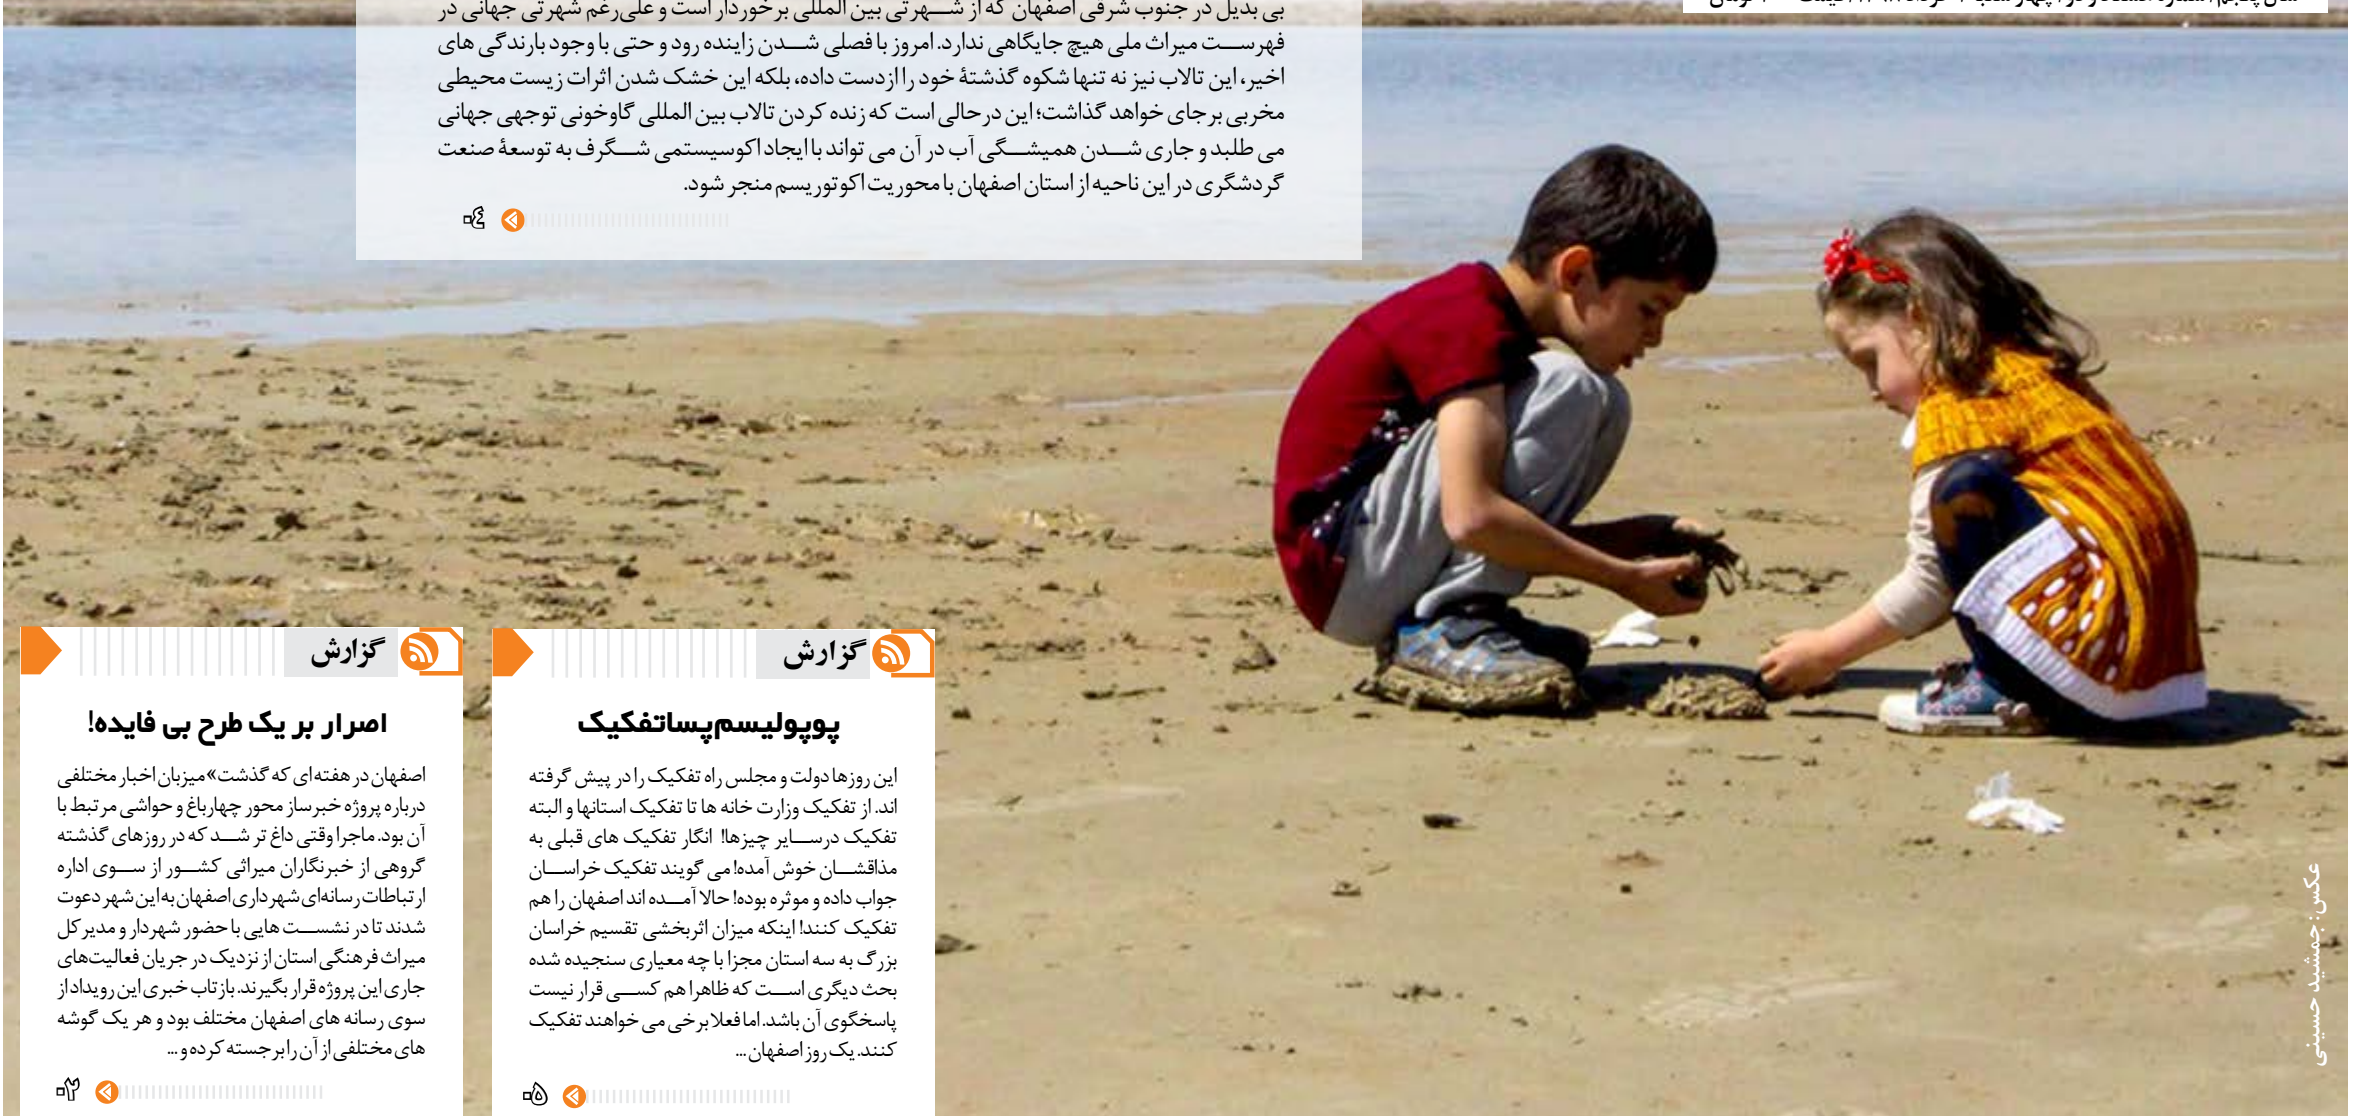 بی بدیل در جنوب شرقی اصفهان که از شهرتی بین المللی برخوردار است و علی‌رغم شهرتی جهانی در
فهرست میراث ملی هیچ جایگاهی ندارد. امروز با فصلی شدن زاینده رود و حتی با وجود بارندگی های
اخیر، این تالاب نیز نه تنها شکوه گذشتهٔ خود را ازدست داده، بلکه این خشک شدن اثرات زیست محیطی
مخربی برجای خواهد گذاشت؛ این درحالی است که زنده کردن تالاب بین المللی گاوخونی توجهی جهانی
می طلبد و جاری شدن همیشگی آب در آن می تواند با ایجاد اکوسیستمی شگرف به توسعهٔ صنعت
گردشگری در این ناحیه از استان اصفهان با محوریت اکوتوریسم منجر شود.
۰۴
گزارش
پوپولیسم‌پساتفکیک
این روزها دولت و مجلس راه تفکیک را در پیش گرفته
اند. از تفکیک وزارت خانه ها تا تفکیک استانها و البته
تفکیک درسایر چیزها! انگار تفکیک های قبلی به
مذاقشان خوش آمده! می گویند تفکیک خراسان
جواب داده و موثره بوده! حالا آمده اند اصفهان را هم
تفکیک کنند! اینکه میزان اثربخشی تقسیم خراسان
بزرگ به سه استان مجزا با چه معیاری سنجیده شده
بحث دیگری است که ظاهرا هم کسی قرار نیست
پاسخگوی آن باشد. اما فعلا برخی می خواهند تفکیک
کنند. یک روز اصفهان ...
۰۵
گزارش
اصرار بر یک طرح بی فایده!
اصفهان در هفته‌ای که گذشت» میزبان اخبار مختلفی
درباره پروژه خبرساز محور چهارباغ و حواشی مرتبط با
آن بود. ماجرا وقتی داغ تر شد که در روزهای گذشته
گروهی از خبرنگاران میراثی کشور از سوی اداره
ارتباطات رسانه‌ای شهرداری اصفهان به این شهر دعوت
شدند تا در نشست هایی با حضور شهردار و مدیر کل
میراث فرهنگی استان از نزدیک در جریان فعالیت‌های
جاری این پروژه قرار بگیرند. بازتاب خبری این رویداد از
سوی رسانه های اصفهان مختلف بود و هر یک گوشه
های مختلفی از آن را برجسته کرده و ...
۰۲
عکس: جمشید حسینی